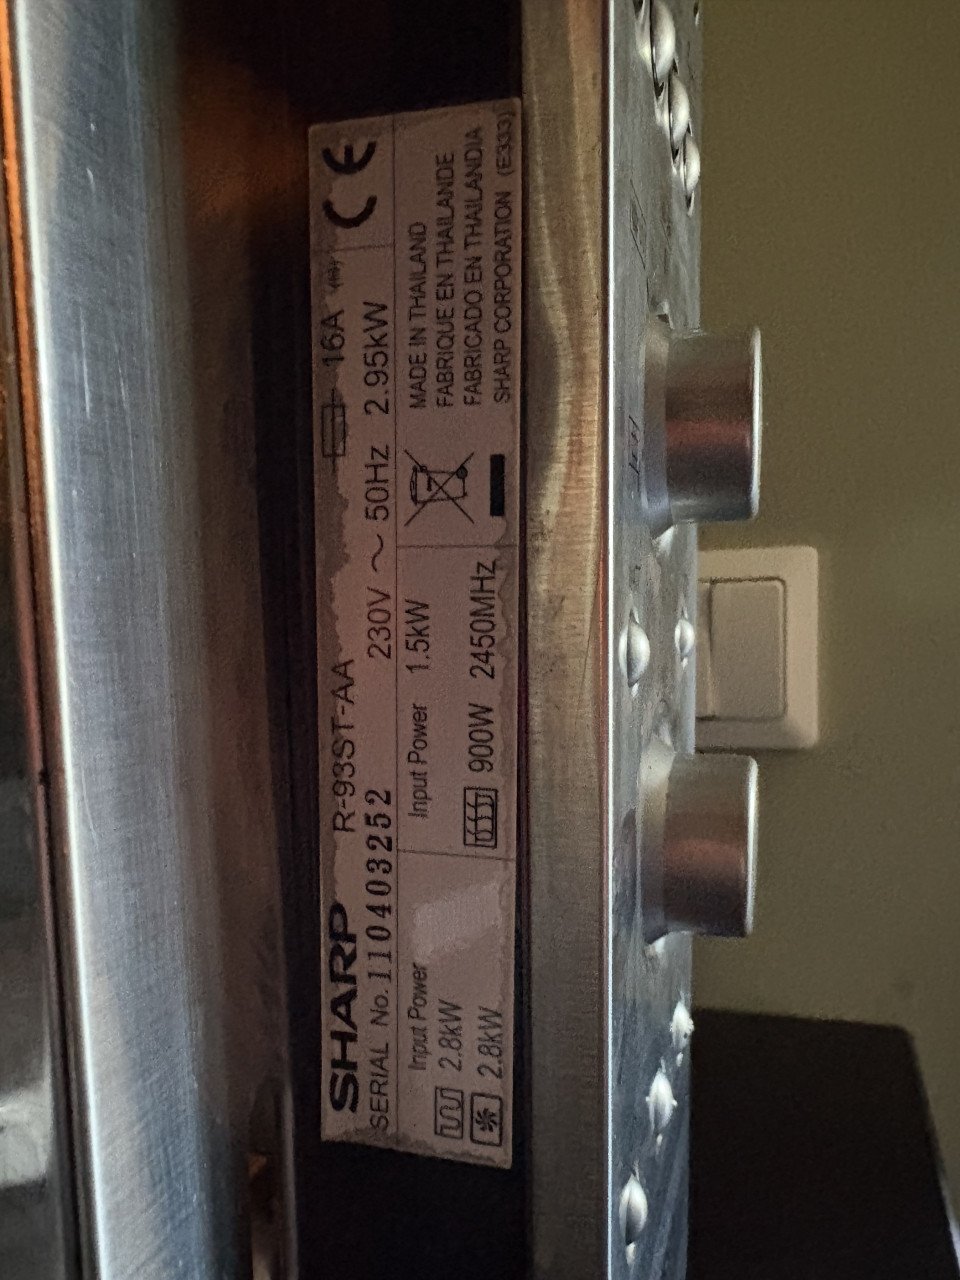 SHARP R-93ST-AA 16A
SERIAL No. 110403252 230V ~ 50Hz 2.95kW
CE
Input Power
2.8kW
2.8kW
Input Power 1.5kW
900W 2450MHz
MADE IN THAILAND
FABRIQUE EN THAILANDE
FABRICADO EN THAILANDIA
SHARP CORPORATION (E333)